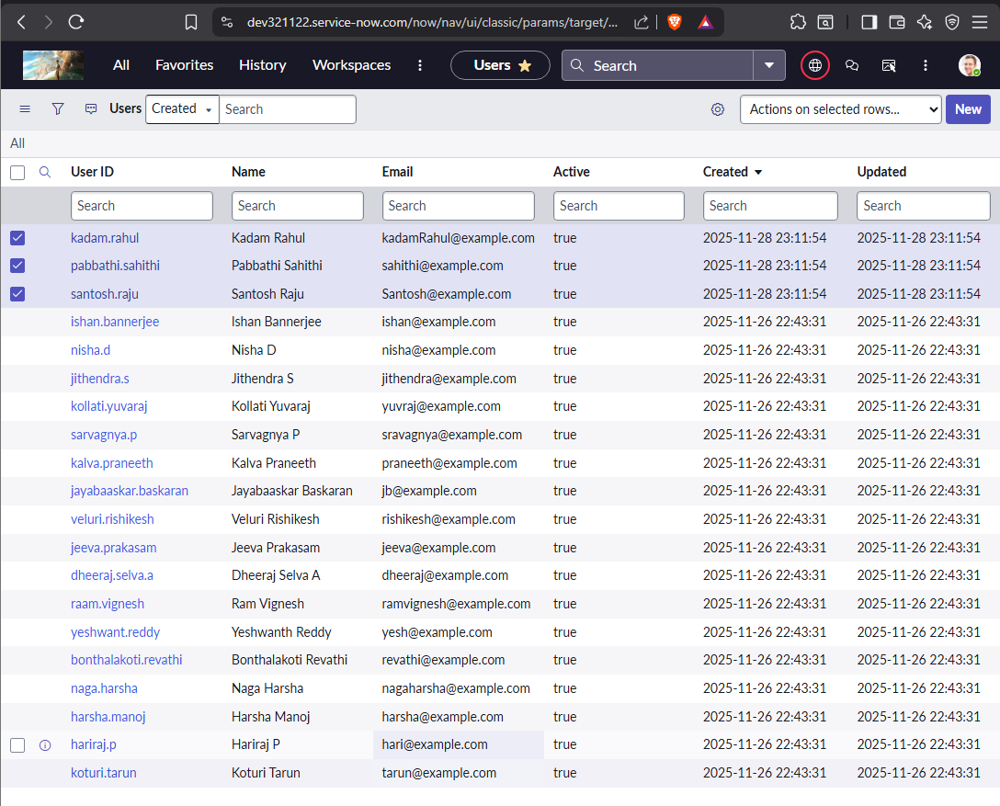 dev321122.service-now.com/now/nav/ui/classic/params/target/...
All Favorites History Workspaces Users Search
Users Created Search Actions on selected rows... New
All
User ID Name Email Active Created Updated
Search Search Search Search Search Search
kadam.rahul Kadam Rahul kadamRahul@example.com true 2025-11-28 23:11:54 2025-11-28 23:11:54
pabbathi.sahithi Pabbathi Sahithi sahithi@example.com true 2025-11-28 23:11:54 2025-11-28 23:11:54
santosh.raju Santosh Raju Santosh@example.com true 2025-11-28 23:11:54 2025-11-28 23:11:54
ishan.bannerjee Ishan Bannerjee ishan@example.com true 2025-11-26 22:43:31 2025-11-26 22:43:31
nisha.d Nisha D nisha@example.com true 2025-11-26 22:43:31 2025-11-26 22:43:31
jithendra.s Jithendra S jithendra@example.com true 2025-11-26 22:43:31 2025-11-26 22:43:31
kollati.yuvaraj Kollati Yuvaraj yuvraj@example.com true 2025-11-26 22:43:31 2025-11-26 22:43:31
sarvagnya.p Sarvagnya P sravagnya@example.com true 2025-11-26 22:43:31 2025-11-26 22:43:31
kalva.praneeth Kalva Praneeth praneeth@example.com true 2025-11-26 22:43:31 2025-11-26 22:43:31
jayabaaskar.baskaran Jayabaaskar Baskaran jb@example.com true 2025-11-26 22:43:31 2025-11-26 22:43:31
veluri.rishikesh Veluri Rishikesh rishikesh@example.com true 2025-11-26 22:43:31 2025-11-26 22:43:31
jeeva.prakasam Jeeva Prakasam jeeva@example.com true 2025-11-26 22:43:31 2025-11-26 22:43:31
dheeraj.selva.a Dheeraj Selva A dheeraj@example.com true 2025-11-26 22:43:31 2025-11-26 22:43:31
raam.vignesh Ram Vignesh ramvignesh@example.com true 2025-11-26 22:43:31 2025-11-26 22:43:31
yeshwant.reddy Yeshwanth Reddy yesh@example.com true 2025-11-26 22:43:31 2025-11-26 22:43:31
bonthalakoti.revathi Bonthalakoti Revathi revathi@example.com true 2025-11-26 22:43:31 2025-11-26 22:43:31
naga.harsha Naga Harsha nagaharsha@example.com true 2025-11-26 22:43:31 2025-11-26 22:43:31
harsha.manoj Harsha Manoj harsha@example.com true 2025-11-26 22:43:31 2025-11-26 22:43:31
hariraj.p Hariraj P hari@example.com true 2025-11-26 22:43:31 2025-11-26 22:43:31
koturi.tarun Koturi Tarun tarun@example.com true 2025-11-26 22:43:31 2025-11-26 22:43:31